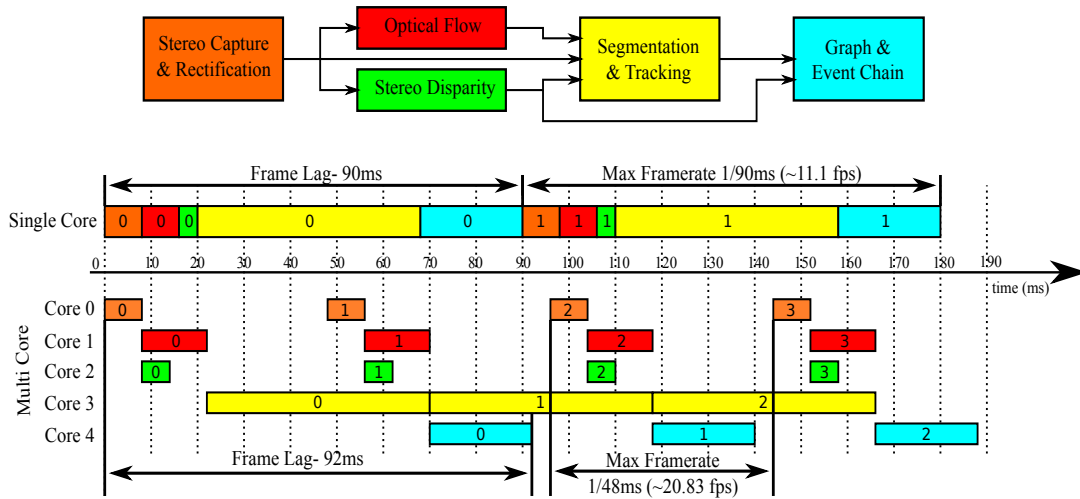 Stereo Capture
& Rectification
Optical Flow
Stereo Disparity
Segmentation
& Tracking
Graph &
Event Chain
Frame Lag- 90ms
Max Framerate 1/90ms (~11.1 fps)
Single Core
0 0 0 0 0 1 1 1 1 1
0 10 20 30 40 50 60 70 80 90 100 110 120 130 140 150 160 170 180 190
time (ms)
Multi Core
Core 0
0 1 2 3
Core 1
0 1 2 3
Core 2
0 1 2 3
Core 3
0 1 2
Core 4
0 1 2
Frame Lag- 92ms
Max Framerate
1/48ms (~20.83 fps)